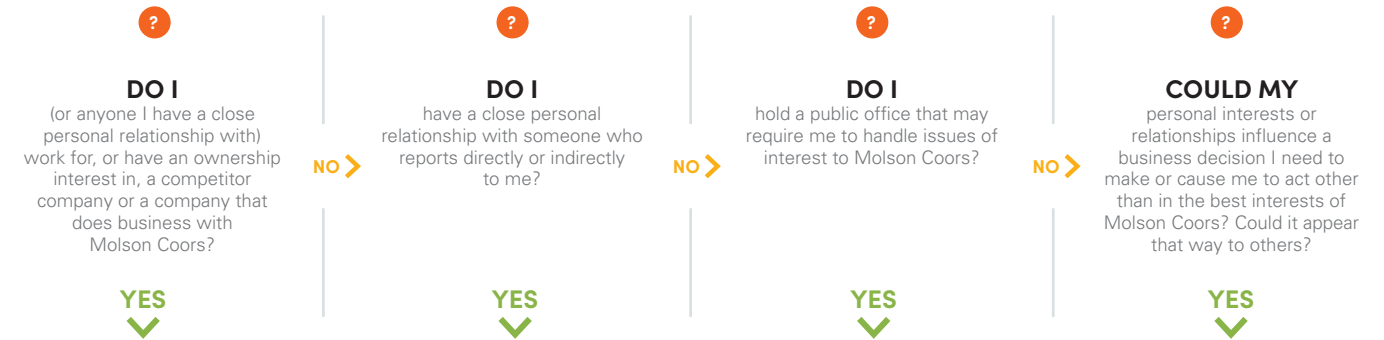 ?
DO I
(or anyone I have a close
personal relationship with)
work for, or have an ownership
interest in, a competitor
company or a company that
does business with
Molson Coors?
YES
NO
?
DO I
have a close personal
relationship with someone who
reports directly or indirectly
to me?
YES
NO
?
DO I
hold a public office that may
require me to handle issues of
interest to Molson Coors?
YES
NO
?
COULD MY
personal interests or
relationships influence a
business decision I need to
make or cause me to act other
than in the best interests of
Molson Coors? Could it appear
that way to others?
YES